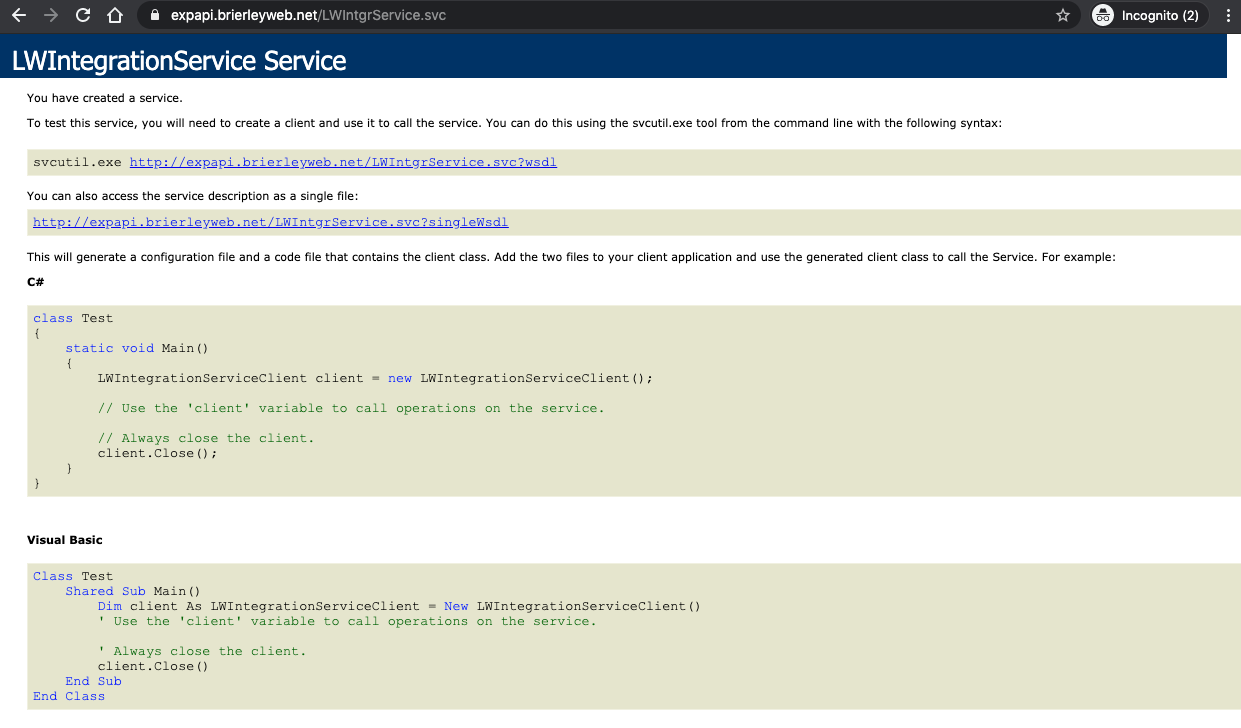 expapi.brierleyweb.net/LWIntgrService.svc
Incognito (2)
LWIntegrationService Service
You have created a service.
To test this service, you will need to create a client and use it to call the service. You can do this using the svcutil.exe tool from the command line with the following syntax:
svcutil.exe http://expapi.brierleyweb.net/LWIntgrService.svc?wsdl
You can also access the service description as a single file:
http://expapi.brierleyweb.net/LWIntgrService.svc?singleWsdl
This will generate a configuration file and a code file that contains the client class. Add the two files to your client application and use the generated client class to call the Service. For example:
C#
class Test
{
    static void Main()
    {
        LWIntegrationServiceClient client = new LWIntegrationServiceClient();
        // Use the 'client' variable to call operations on the service.
        // Always close the client.
        client.Close();
    }
}
Visual Basic
Class Test
    Shared Sub Main()
        Dim client As LWIntegrationServiceClient = New LWIntegrationServiceClient()
        ' Use the 'client' variable to call operations on the service.
        ' Always close the client.
        client.Close()
    End Sub
End Class